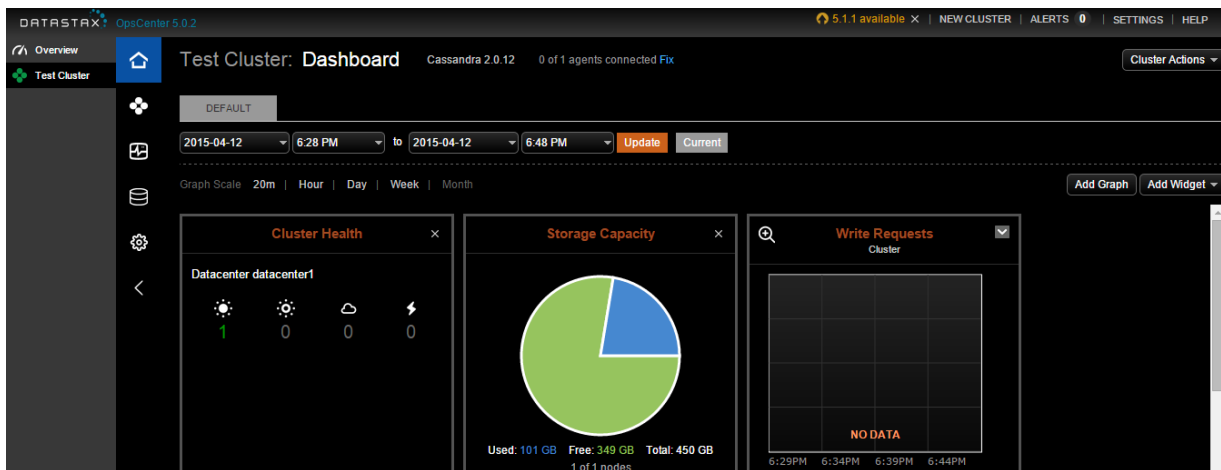 DATASTAX OpsCenter 5.0.2
5.1.1 available × | NEW CLUSTER | ALERTS 0 | SETTINGS | HELP
Overview
Test Cluster
Test Cluster: Dashboard Cassandra 2.0.12 0 of 1 agents connected Fix
Cluster Actions
DEFAULT
2015-04-12 6:28 PM to 2015-04-12 6:48 PM Update Current
Graph Scale 20m | Hour | Day | Week | Month
Add Graph Add Widget
Cluster Health ×
Datacenter datacenter1
1 0 0 0
Storage Capacity ×
Used: 101 GB Free: 349 GB Total: 450 GB
1 of 1 nodes
Write Requests
Cluster
NO DATA
6:29PM 6:34PM 6:39PM 6:44PM